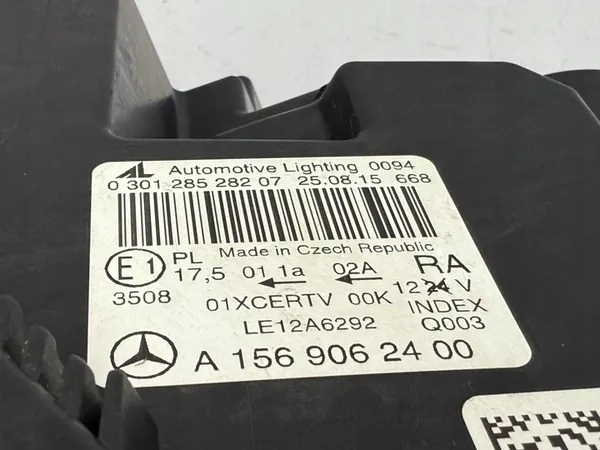 AL Automotive Lighting 0094
0 301 285 282 07 25.08.15 668
Made in Czech Republic
E1 PL 17,5 01 1a 02A RA
3508 01XCERTV 00K 12 24 V
INDEX
LE12A6292 Q003
A 156 906 24 00